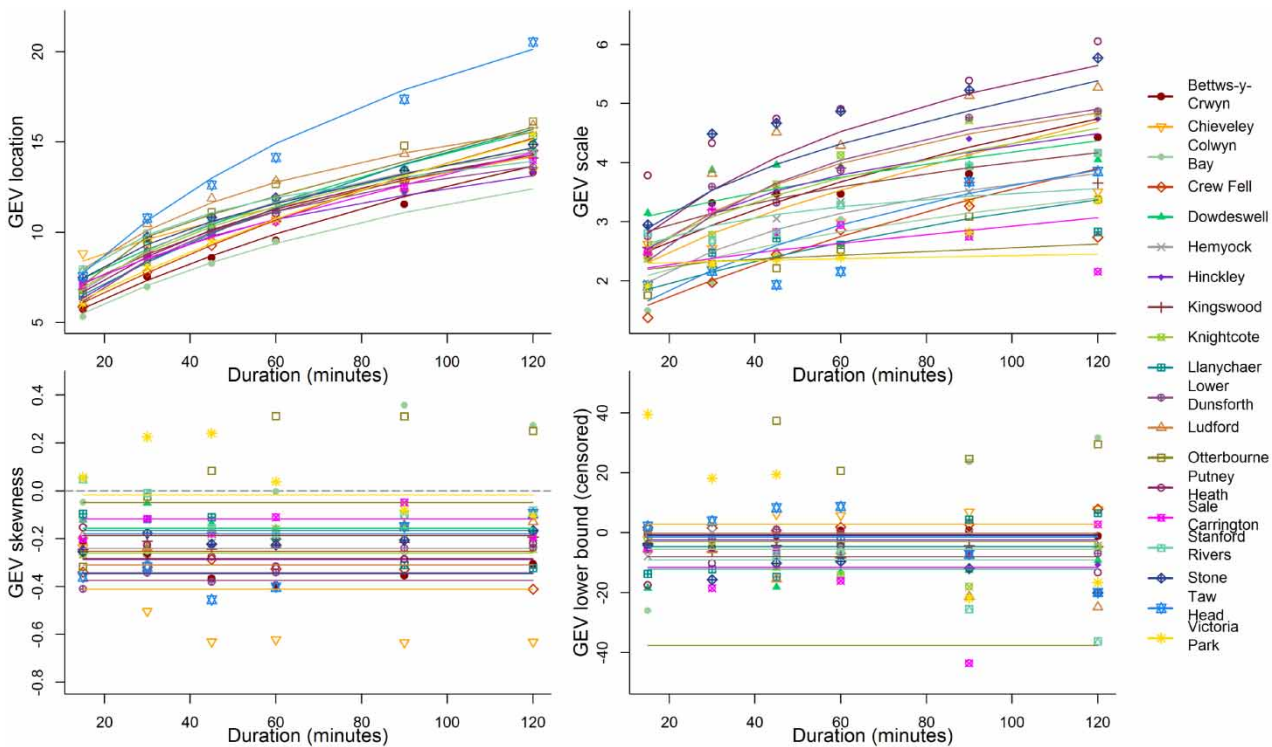 GEV location
20
15
10
5
20
40
60
80
100
120
Duration (minutes)
GEV scale
6
5
4
3
2
20
40
60
80
100
120
Duration (minutes)
GEV skewness
0.4
0.2
0.0
-0.2
-0.4
-0.6
-0.8
20
40
60
80
100
120
Duration (minutes)
GEV lower bound (censored)
40
20
0
-20
-40
20
40
60
80
100
120
Duration (minutes)
Bettws-y-
Crwyn
Chieveley
Colwyn
Bay
Crew Fell
Dowdeswell
Hemyock
Hinckley
Kingswood
Knightcote
Llanychaer
Lower
Dunsforth
Ludford
Otterbourne
Putney
Heath
Sale
Carrington
Stanford
Rivers
Stone
Taw
Head
Victoria
Park